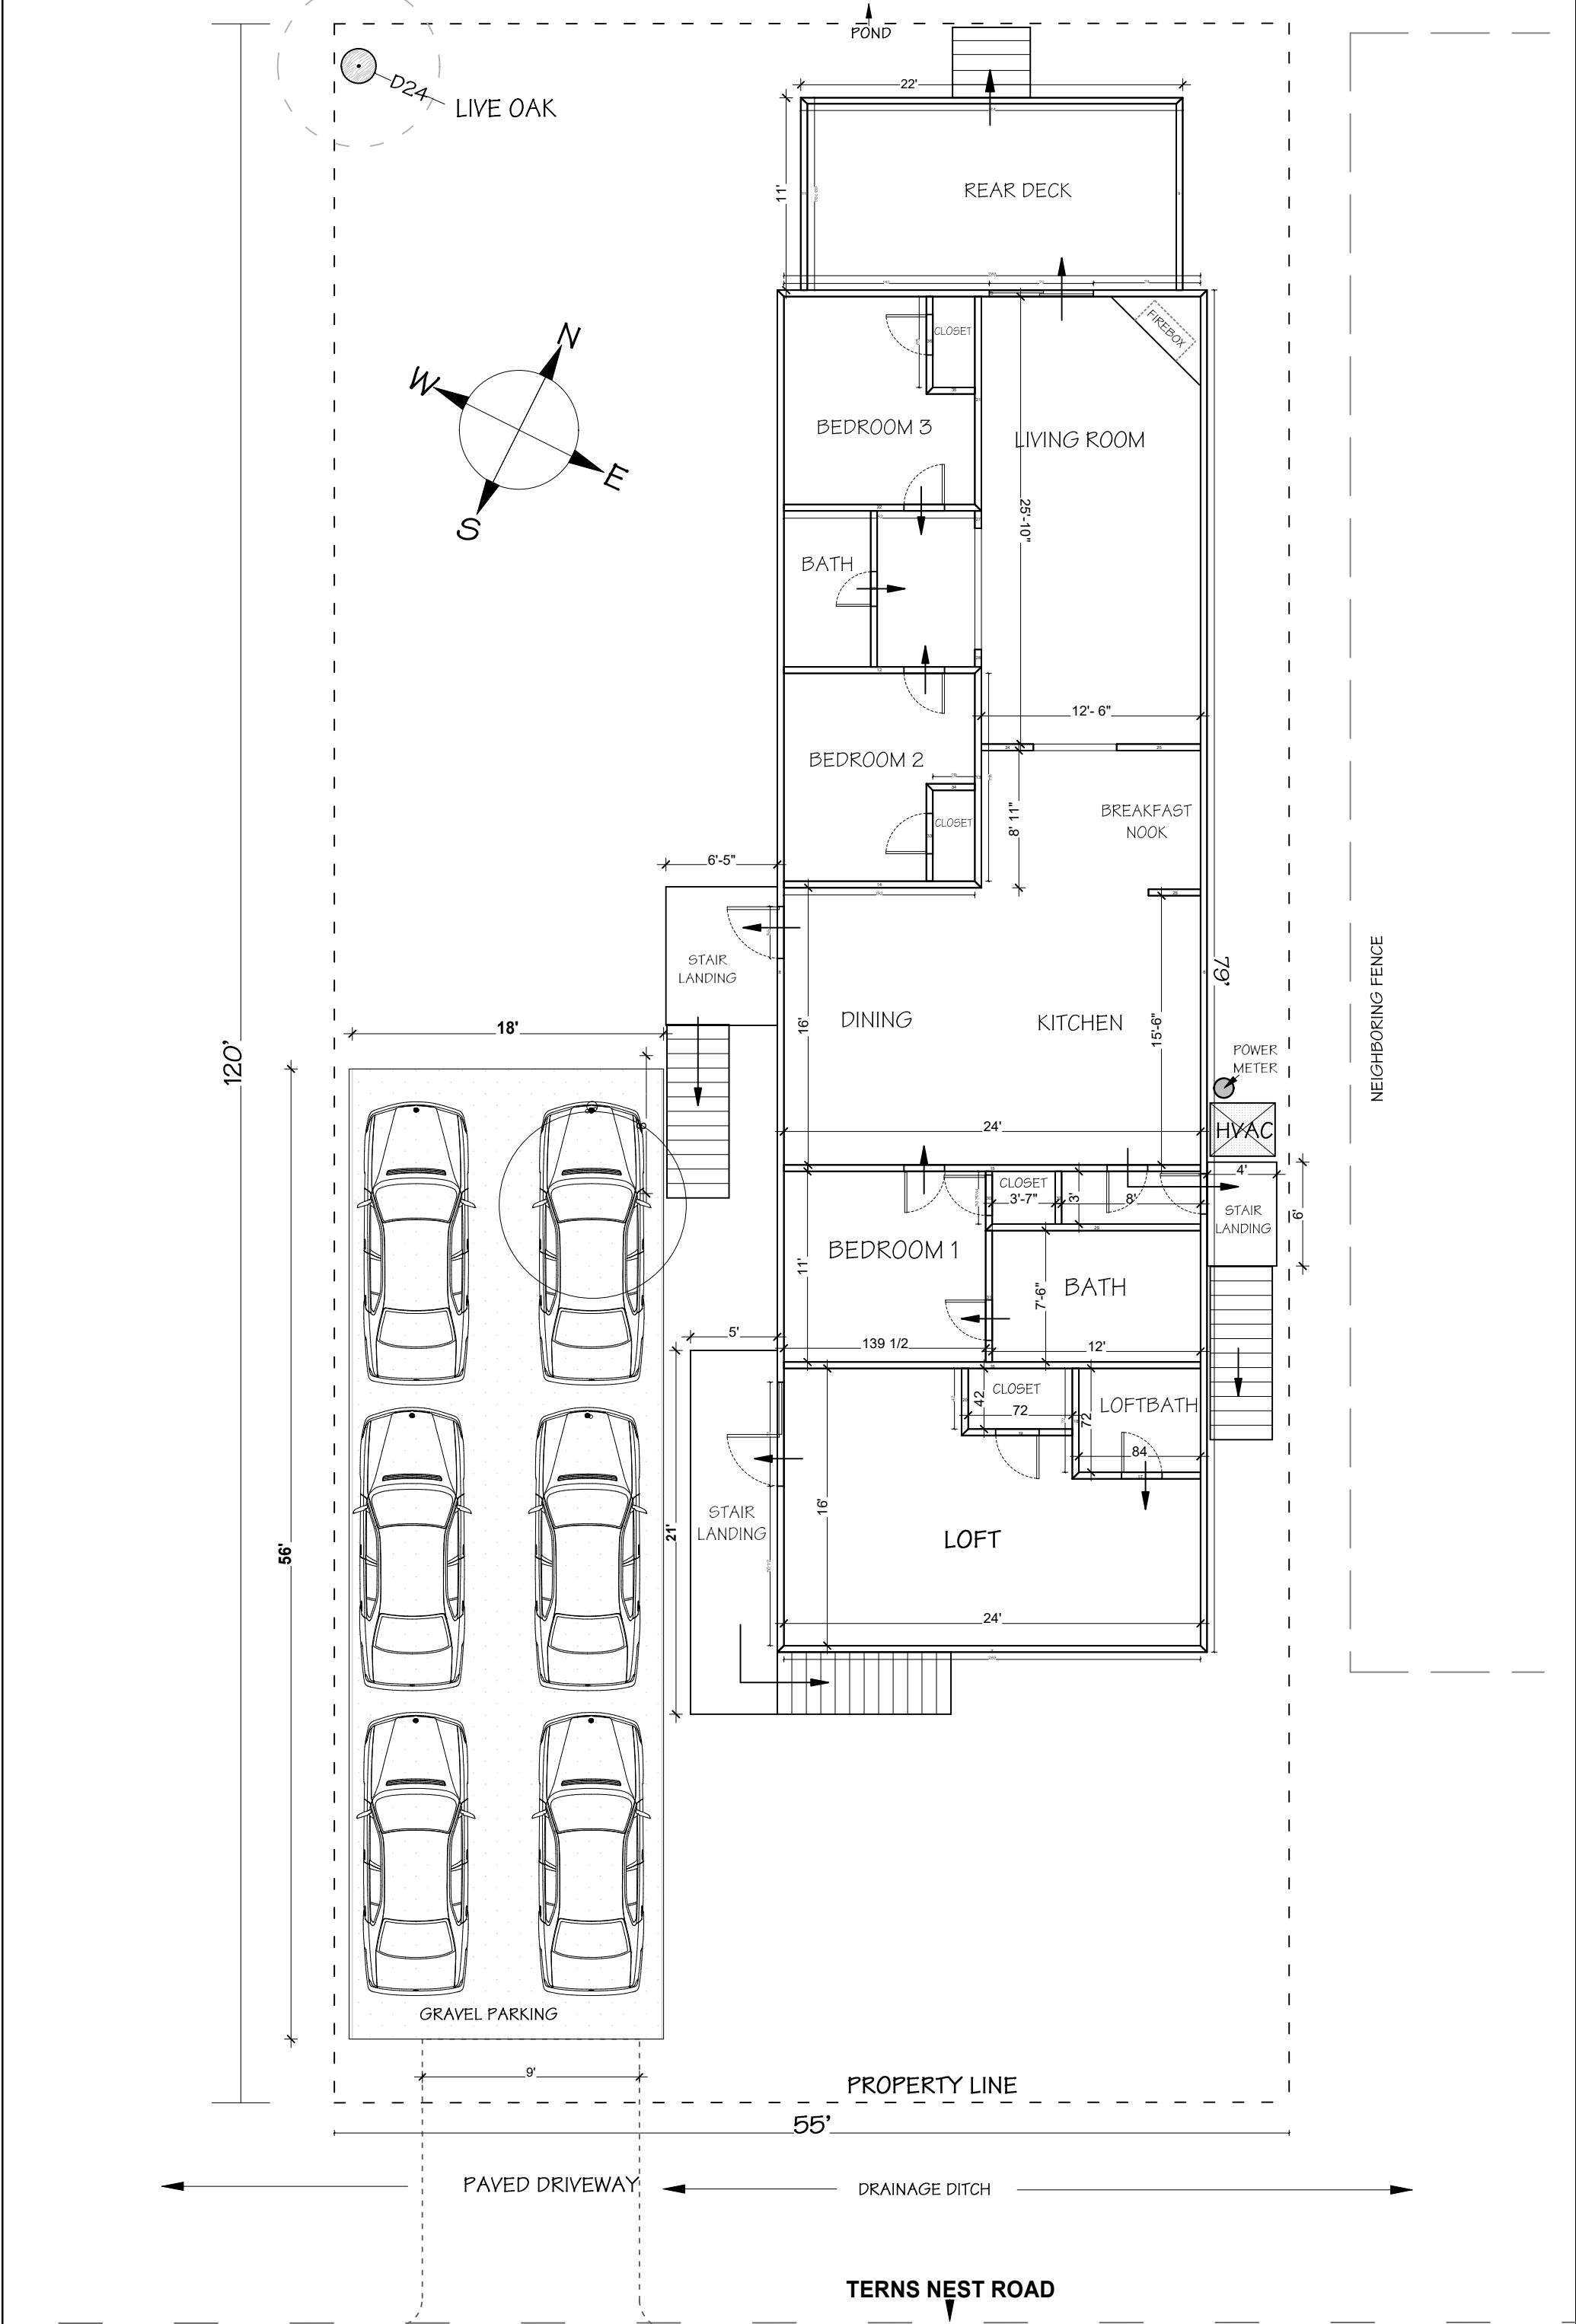 POND
D24
LIVE OAK
22'
11'
REAR DECK
N
W
E
S
CLOSET
FIREBOX
BEDROOM 3
LIVING ROOM
25'-10"
BATH
12'- 6"
BEDROOM 2
BREAKFAST
NOOK
8' 11"
CLOSET
6'-5"
STAIR
LANDING
79'
NEIGHBORING FENCE
18'
16'
DINING
KITCHEN
15'-6"
120'
POWER
METER
24'
HVAC
4'
CLOSET
3'-7"
3'
8'
STAIR
LANDING
6'
BEDROOM 1
11'
BATH
7'-6"
5'
139 1/2
12'
CLOSET
42
72
LOFTBATH
72
84
STAIR
LANDING
16'
21'
LOFT
56'
24'
GRAVEL PARKING
9'
PROPERTY LINE
55'
PAVED DRIVEWAY
DRAINAGE DITCH
TERNS NEST ROAD